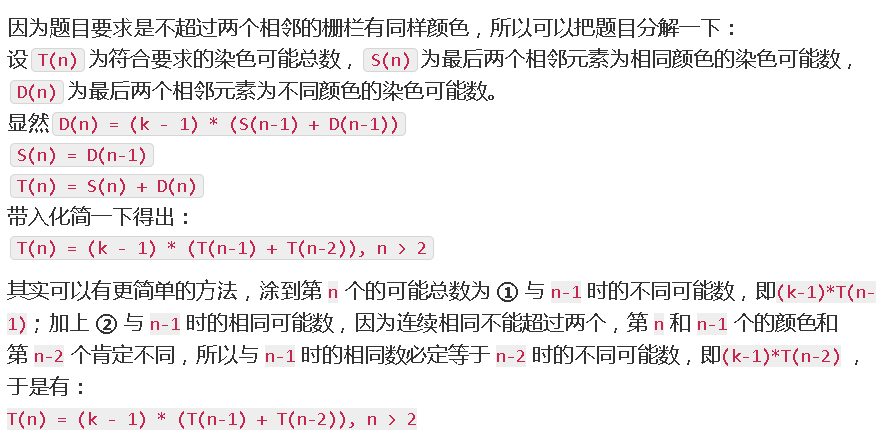 因为题目要求是不超过两个相邻的栅栏有同样颜色，所以可以把题目分解一下：
设 T(n) 为符合要求的染色可能总数， S(n) 为最后两个相邻元素为相同颜色的染色可能数，
D(n) 为最后两个相邻元素为不同颜色的染色可能数。
显然 D(n) = (k - 1) * (S(n-1) + D(n-1))
S(n) = D(n-1)
T(n) = S(n) + D(n)
带入化简一下得出：
T(n) = (k - 1) * (T(n-1) + T(n-2)), n > 2
其实可以有更简单的方法，涂到第 n 个的可能总数为 ① 与 n-1 时的不同可能数，即(k-1)*T(n-
1)；加上 ② 与 n-1 时的相同可能数，因为连续相同不能超过两个，第 n 和 n-1 个的颜色和
第 n-2 个肯定不同，所以与 n-1 时的相同数必定等于 n-2 时的不同可能数，即(k-1)*T(n-2) ，
于是有：
T(n) = (k - 1) * (T(n-1) + T(n-2)), n > 2